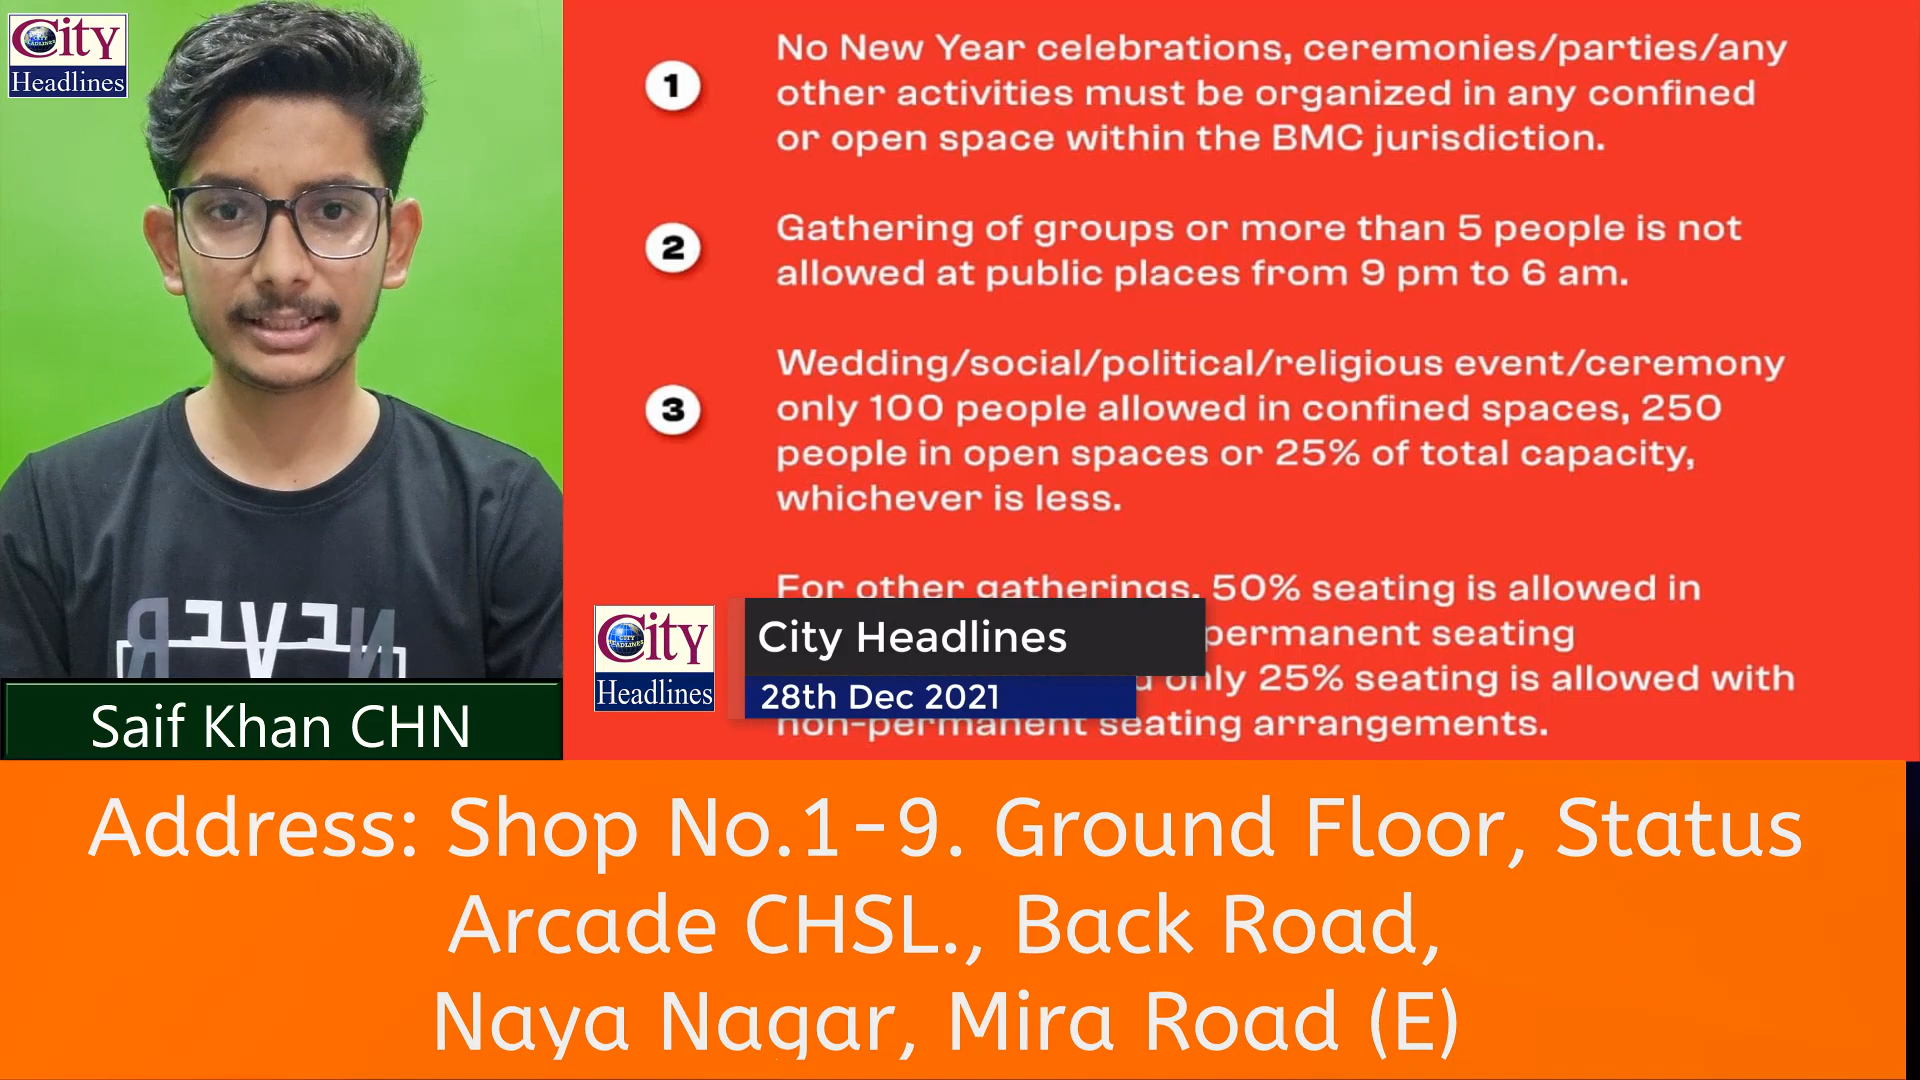 City
Headlines
1
No New Year celebrations, ceremonies/parties/any
other activities must be organized in any confined
or open space within the BMC jurisdiction.
2
Gathering of groups or more than 5 people is not
allowed at public places from 9 pm to 6 am.
3
Wedding/social/political/religious event/ceremony
only 100 people allowed in confined spaces, 250
people in open spaces or 25% of total capacity,
whichever is less.
For other gatherings, 50% seating is allowed in
permanent seating
only 25% seating is allowed with
non-permanent seating arrangements.
City
Headlines
City Headlines
28th Dec 2021
NEVER
Saif Khan CHN
Address: Shop No.1-9. Ground Floor, Status
Arcade CHSL., Back Road,
Naya Nagar, Mira Road (E)